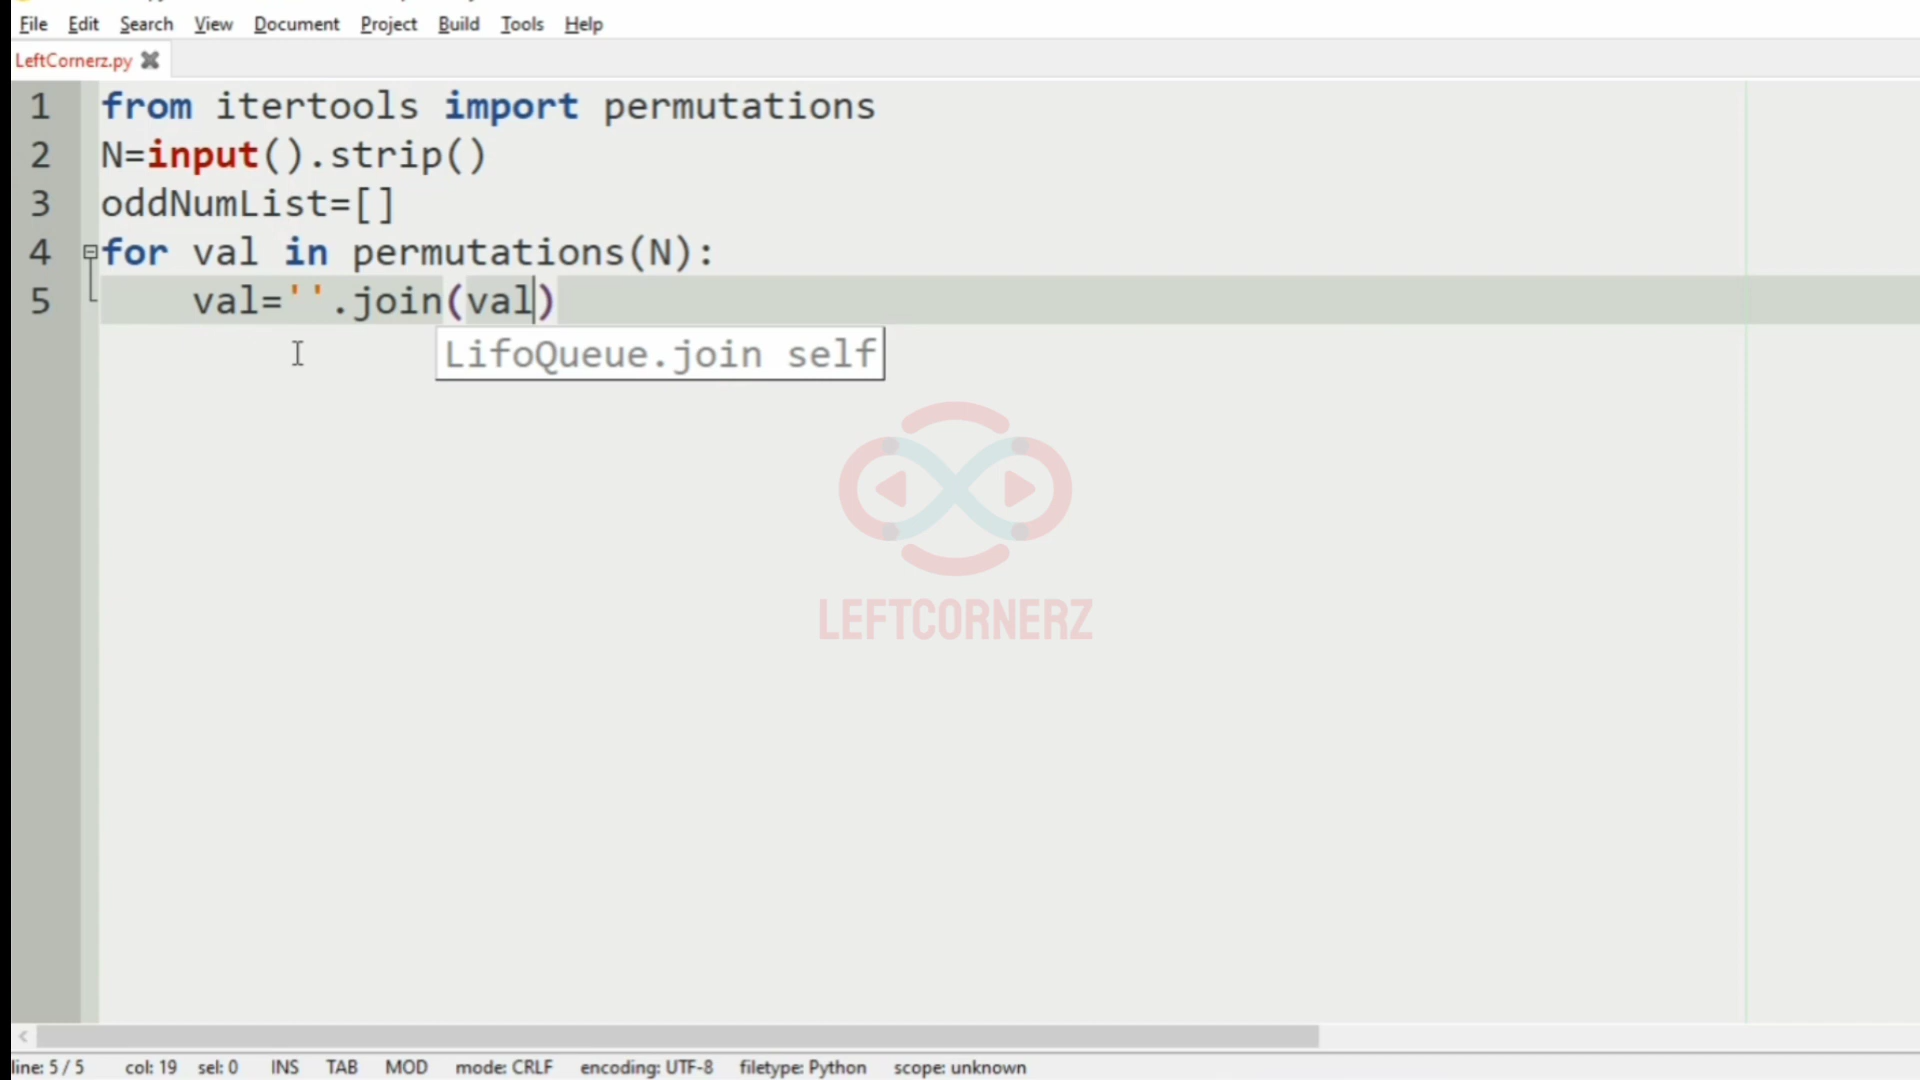 File Edit Search View Document Project Build Tools Help
LeftCornerz.py
1 from itertools import permutations
2 N=input().strip()
3 oddNumList=[]
4 for val in permutations(N):
5 val=''.join(val)
LifoQueue.join self
LEFTCORNERZ
line: 5 / 5 col: 19 sel: 0 INS TAB MOD mode: CRLF encoding: UTF-8 filetype: Python scope: unknown